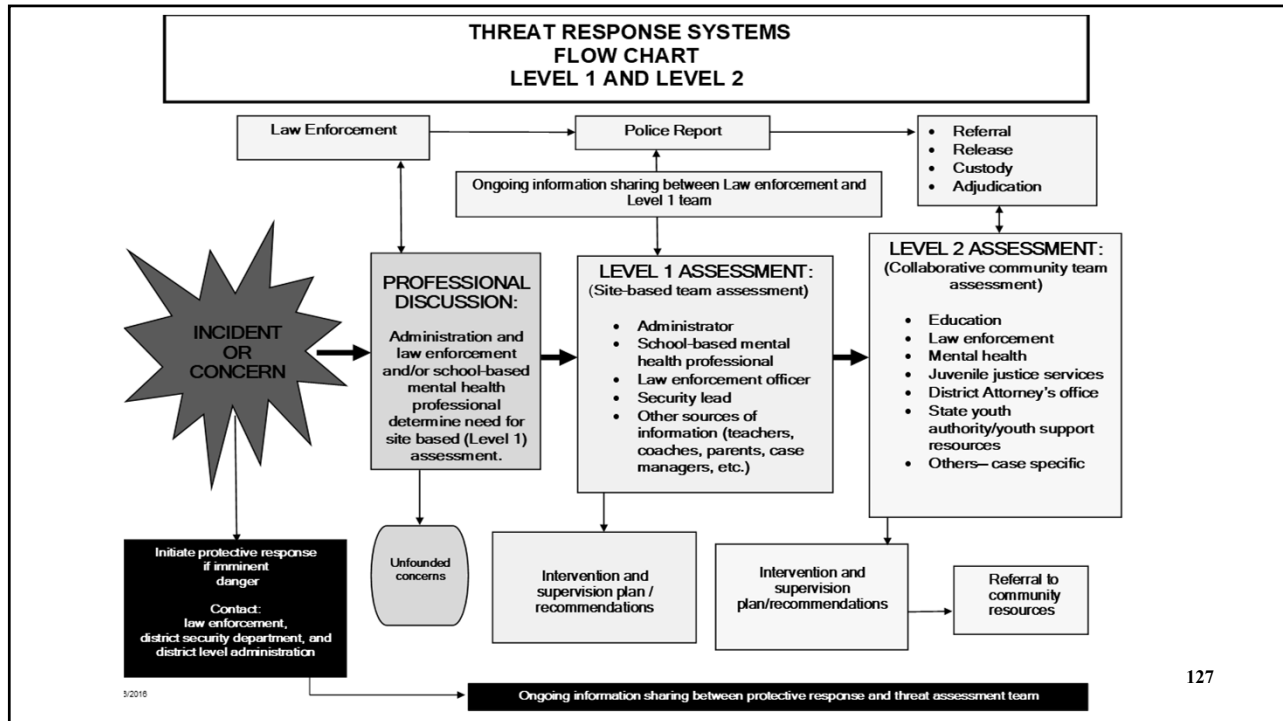 THREAT RESPONSE SYSTEMS
FLOW CHART
LEVEL 1 AND LEVEL 2
Law Enforcement
Police Report
• Referral
• Release
• Custody
• Adjudication
Ongoing information sharing between Law enforcement and
Level 1 team
INCIDENT
OR
CONCERN
PROFESSIONAL
DISCUSSION:
Administration and
law enforcement
and/or school-based
mental health
professional
determine need for
site based (Level 1)
assessment.
LEVEL 1 ASSESSMENT:
(Site-based team assessment)
• Administrator
• School-based mental
health professional
• Law enforcement officer
• Security lead
• Other sources of
information (teachers,
coaches, parents, case
managers, etc.)
LEVEL 2 ASSESSMENT:
(Collaborative community team
assessment)
• Education
• Law enforcement
• Mental health
• Juvenile justice services
• District Attorney's office
• State youth
authority/youth support
resources
• Others— case specific
Initiate protective response
if imminent
danger
Contact:
law enforcement,
district security department, and
district level administration
Unfounded
concerns
Intervention and
supervision plan /
recommendations
Intervention and
supervision
plan/recommendations
Referral to
community
resources
/2016
Ongoing information sharing between protective response and threat assessment team
127